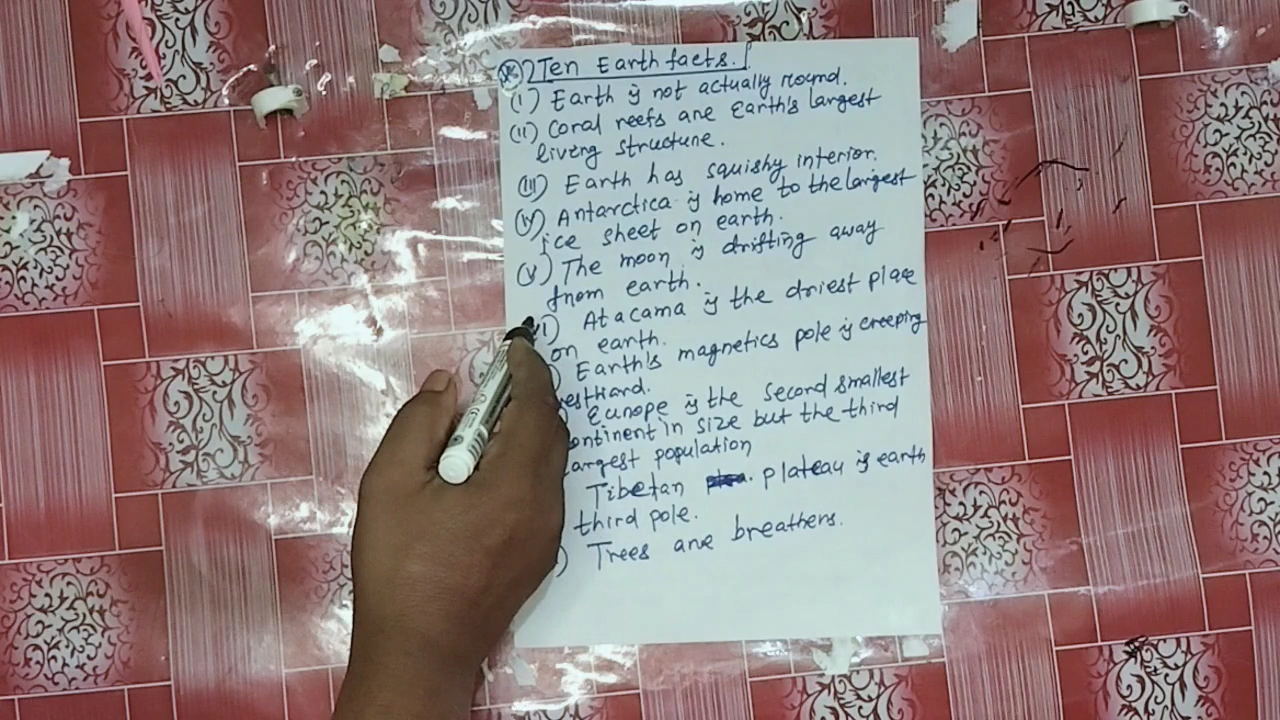 Ten Earth facts.
(I) Earth is not actually round.
(II) Coral reefs are Earth's largest
living structure.
(III) Earth has squishy interior.
(IV) Antarctica is home to the largest
ice sheet on earth.
(V) The moon is drifting away
from earth.
VI) Atacama is the driest place
on earth.
) Earth's magnetics pole is creeping
) Europe is the second smallest
ontinent in size but the third
argest population
Tibetan plateau is earth
third pole.
) Trees are breathers.